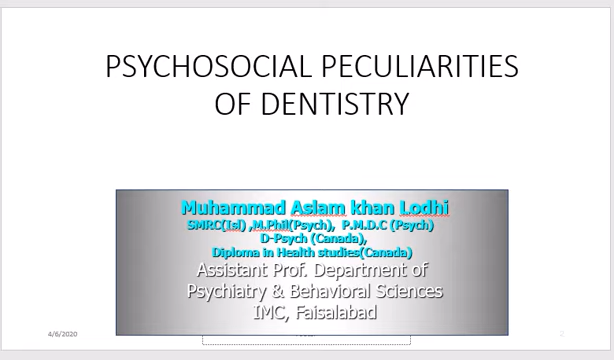 PSYCHOSOCIAL PECULIARITIES
OF DENTISTRY
Muhammad Aslam khan Lodhi
SMRC(Isl) ,M.Phil(Psych), P.M.D.C (Psych)
D-Psych (Canada),
Diploma in Health studies(Canada)
Assistant Prof. Department of
Psychiatry & Behavioral Sciences
IMC, Faisalabad
4/6/2020
2